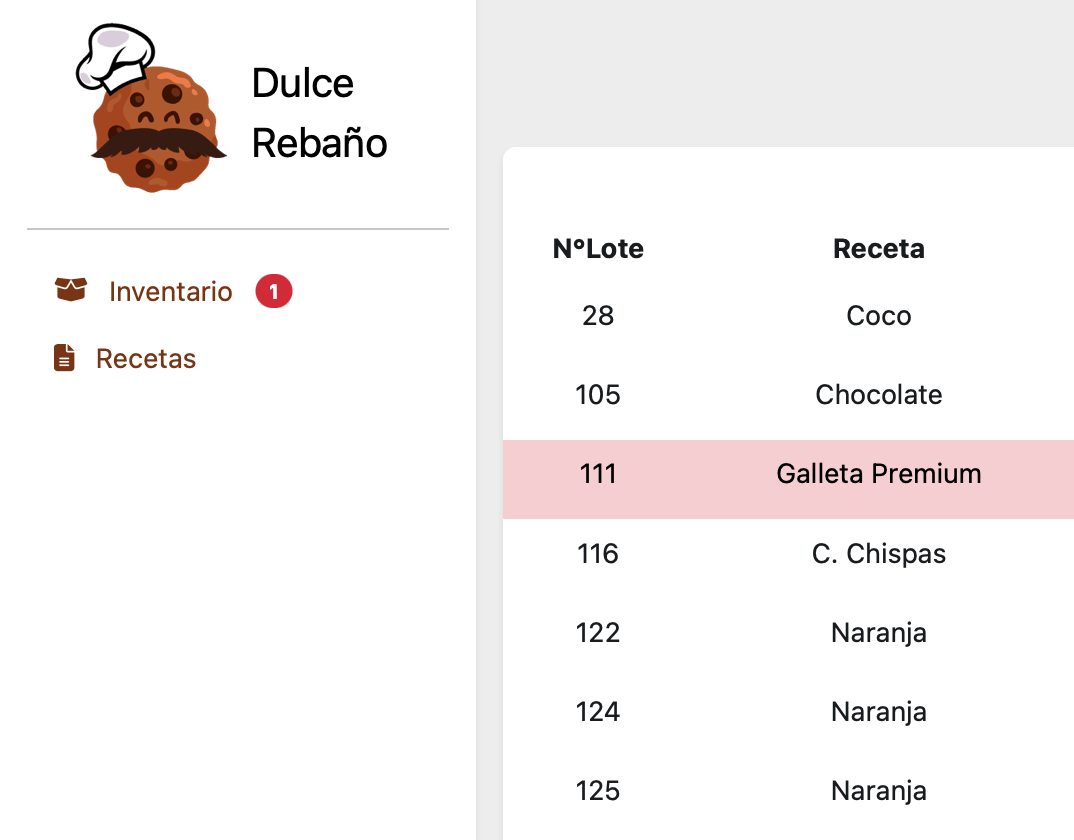 Dulce
Rebaño
Inventario 1
Recetas
N°Lote Receta
28 Coco
105 Chocolate
111 Galleta Premium
116 C. Chispas
122 Naranja
124 Naranja
125 Naranja